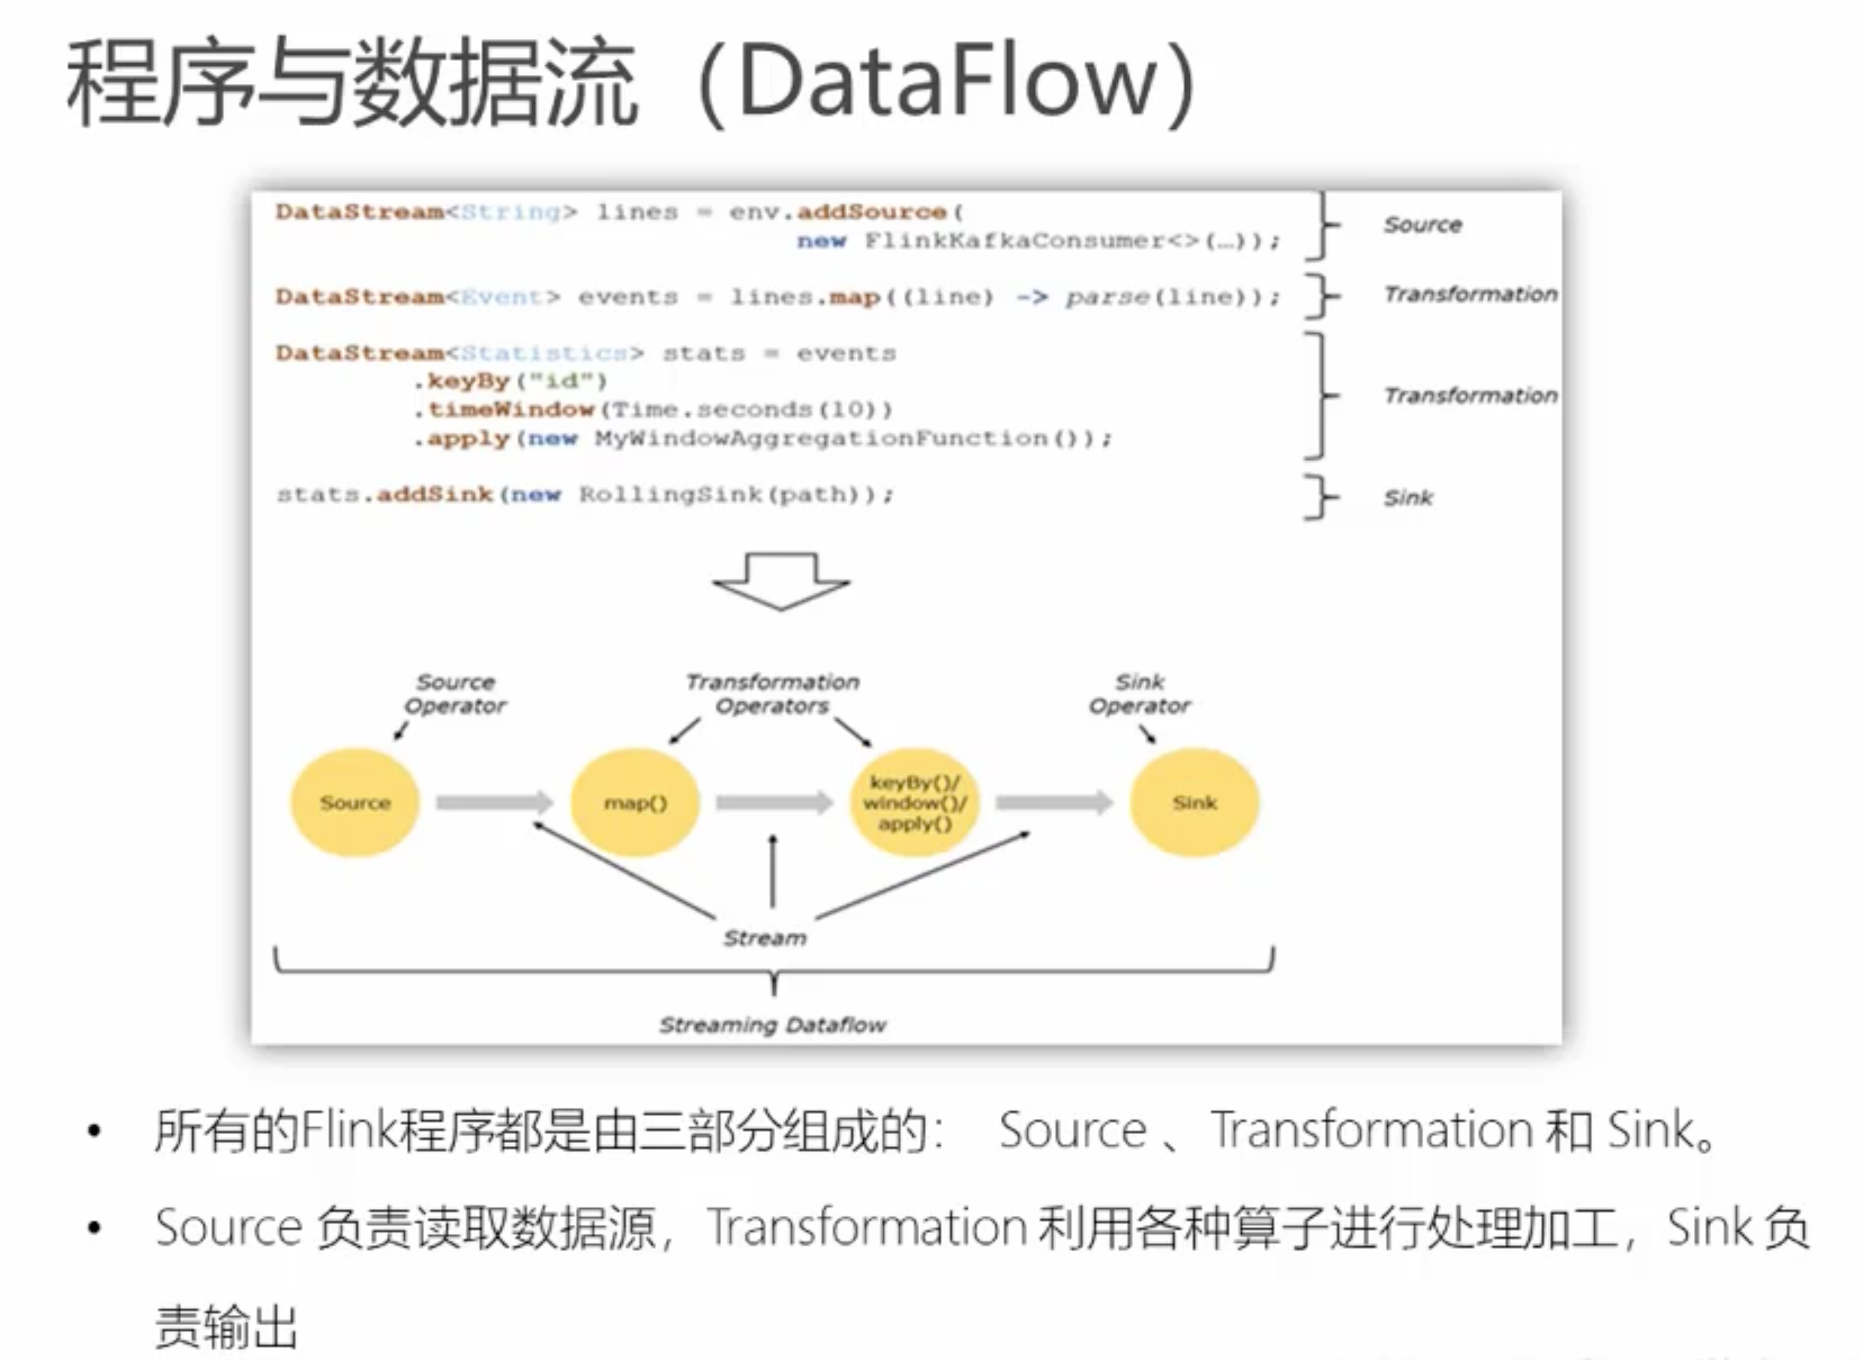 程序与数据流（DataFlow）
DataStream<String> lines = env.addSource(
new FlinkKafkaConsumer<>(…));
Source
DataStream<Event> events = lines.map((line) -> parse(line));
Transformation
DataStream<Statistics> stats = events
.keyBy("id")
.timeWindow(Time.seconds(10))
.apply(new MyWindowAggregationFunction());
Transformation
stats.addSink(new RollingSink(path));
Sink
Source
Operator
Transformation
Operators
Sink
Operator
Source
map()
keyBy()/
window()/
apply()
Sink
Stream
Streaming Dataflow
• 所有的Flink程序都是由三部分组成的： Source 、Transformation 和 Sink。
• Source 负责读取数据源，Transformation 利用各种算子进行处理加工，Sink 负
责输出